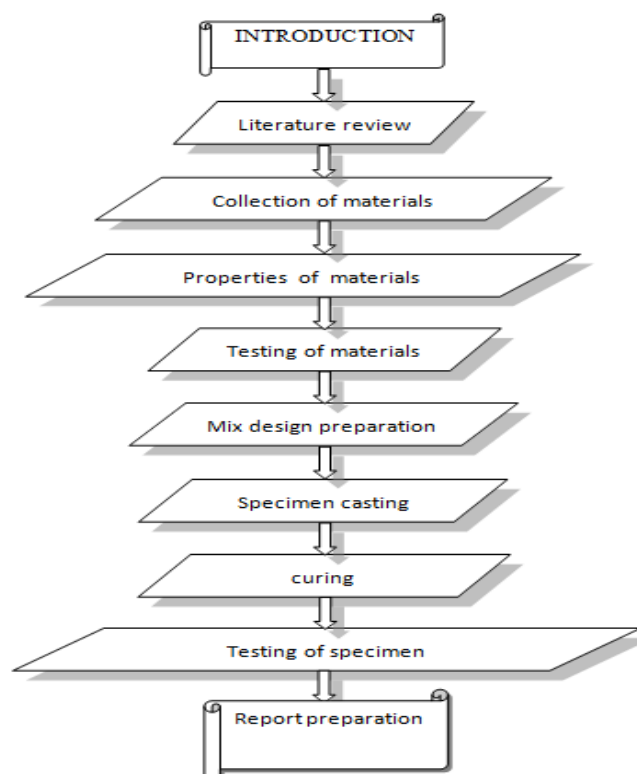 INTRODUCTION
Literature review
Collection of materials
Properties of materials
Testing of materials
Mix design preparation
Specimen casting
curing
Testing of specimen
Report preparation